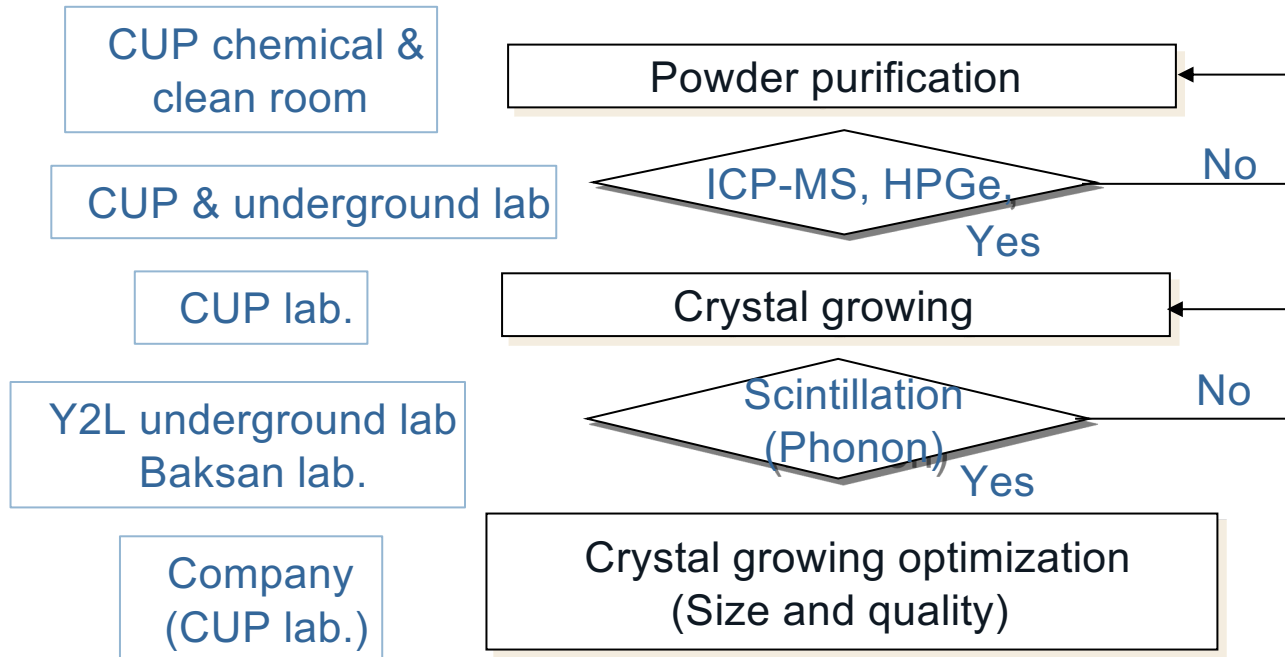 CUP chemical &
clean room
Powder purification
ICP-MS, HPGe,
No
CUP & underground lab
Yes
CUP lab.
Crystal growing
Scintillation
(Phonon)
No
Y2L underground lab
Baksan lab.
Yes
Crystal growing optimization
(Size and quality)
Company
(CUP lab.)